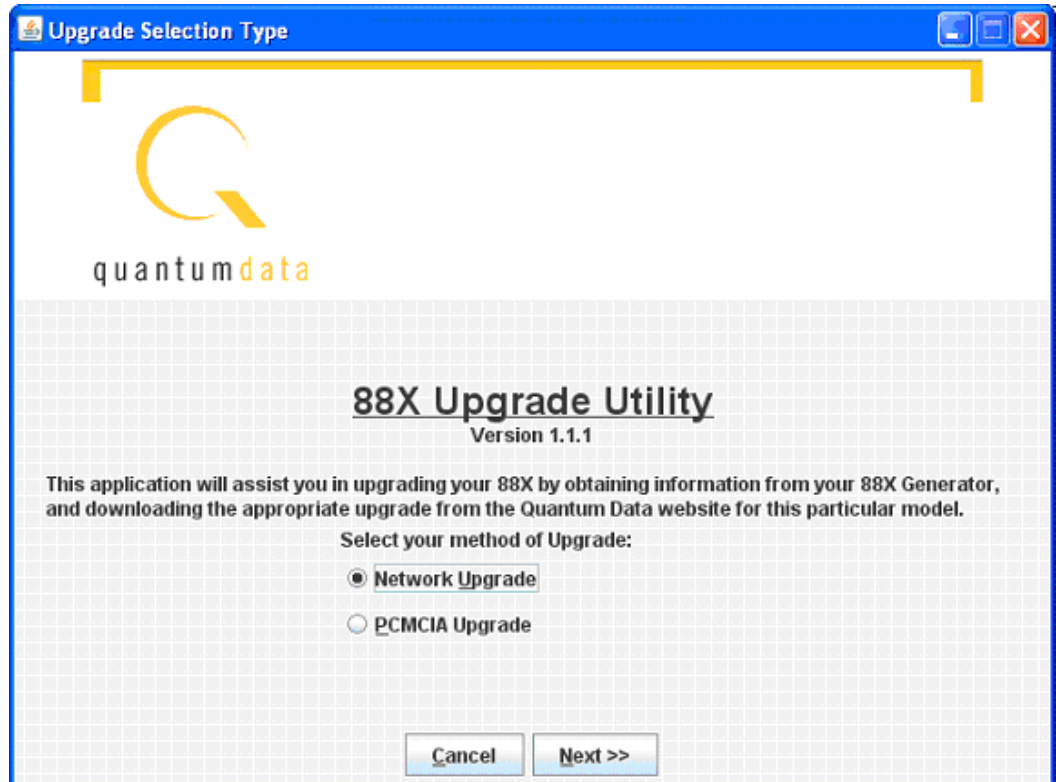 Upgrade Selection Type
quantumdata
88X Upgrade Utility
Version 1.1.1
This application will assist you in upgrading your 88X by obtaining information from your 88X Generator,
and downloading the appropriate upgrade from the Quantum Data website for this particular model.
Select your method of Upgrade:
Network Upgrade
PCMCIA Upgrade
Cancel Next >>